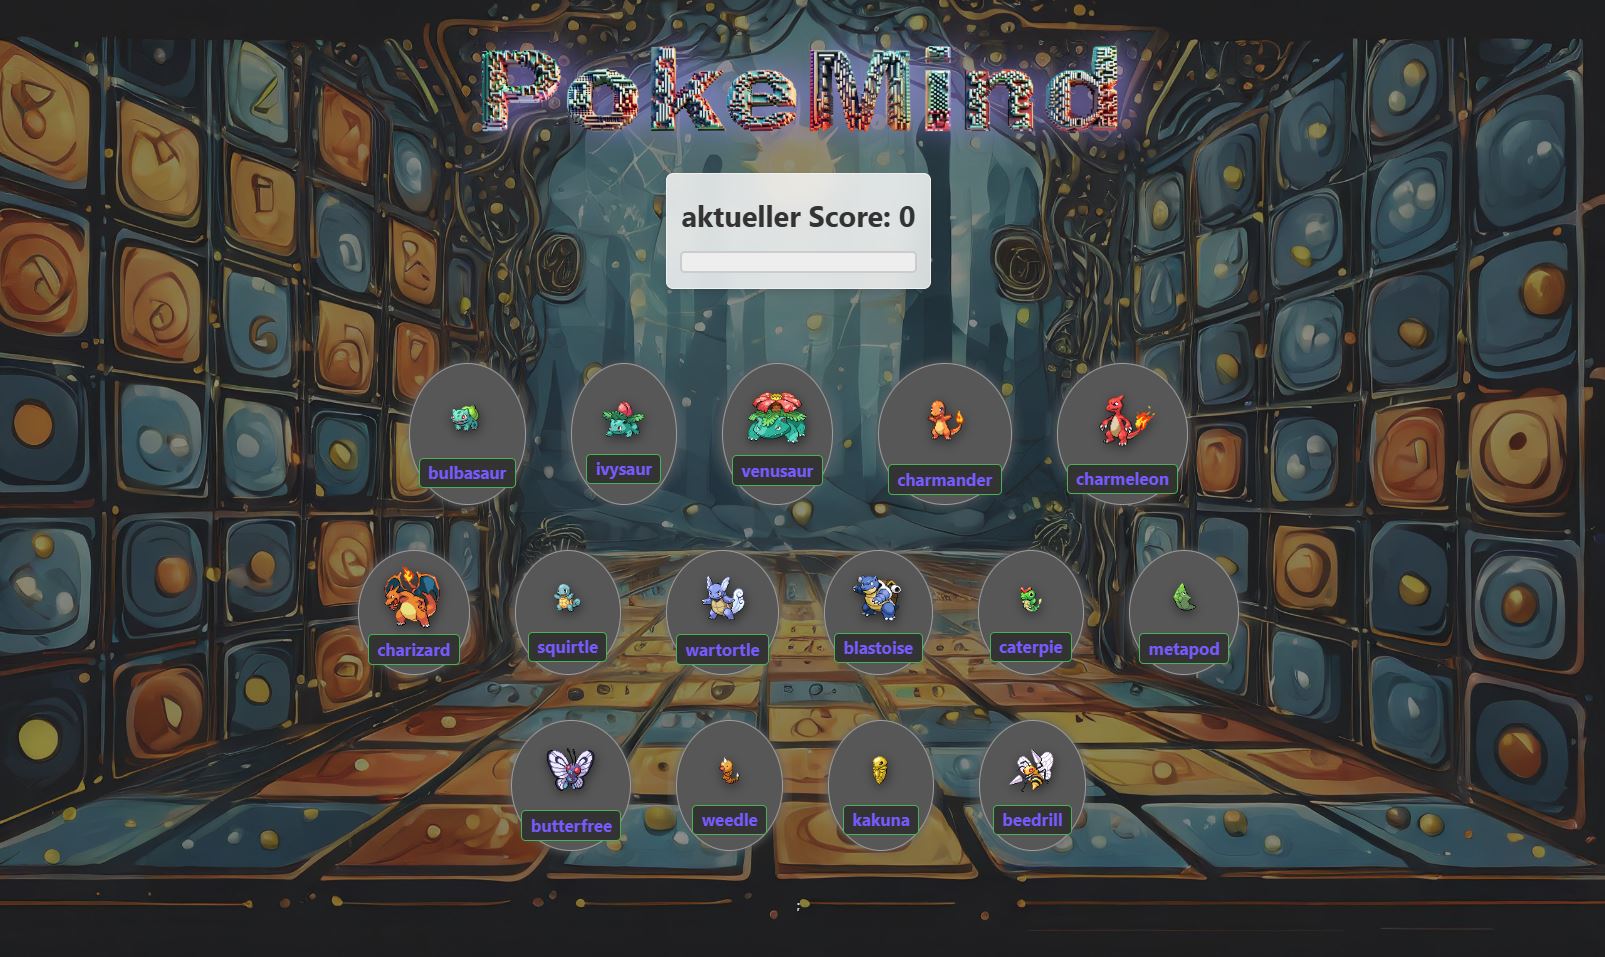 PokeMind
aktueller Score: 0
bulbasaur
ivysaur
venusaur
charmander
charmeleon
charizard
squirtle
wartortle
blastoise
caterpie
metapod
butterfree
weedle
kakuna
beedrill
;